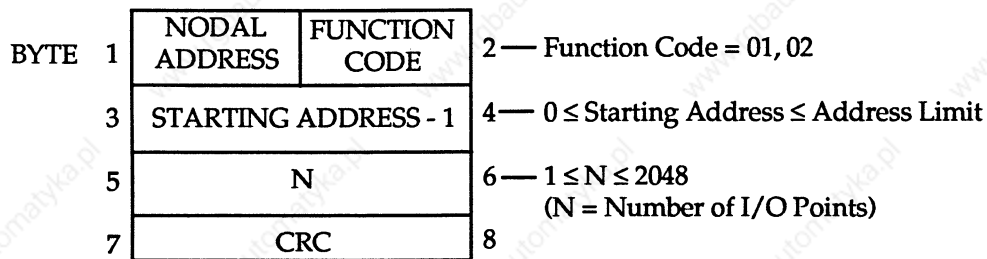 BYTE 1 NODAL ADDRESS FUNCTION CODE 2 — Function Code = 01, 02
3 STARTING ADDRESS - 1 4 — 0 ≤ Starting Address ≤ Address Limit
5 N 6 — 1 ≤ N ≤ 2048
(N = Number of I/O Points)
7 CRC 8